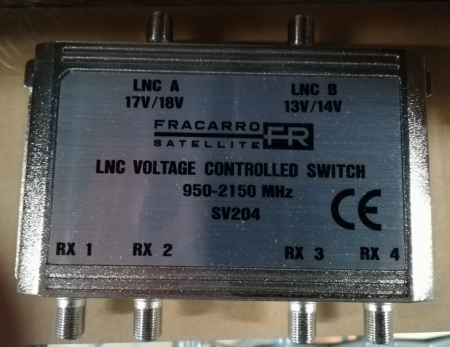 LNC A
17V/18V
LNC B
13V/14V
FRACARRO
SATELLITE FR
LNC VOLTAGE CONTROLLED SWITCH
950-2150 MHz
SV204
CE
RX 1 RX 2 RX 3 RX 4